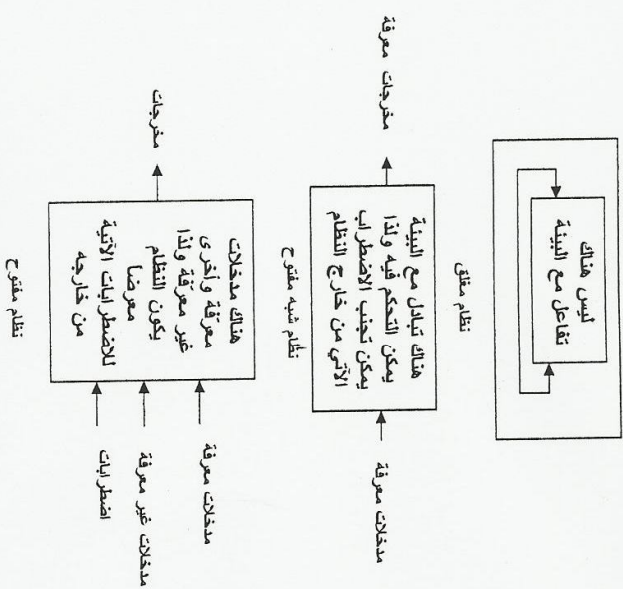 ليس هناك
تفاعل مع البيئة
نظام مغلق
مدخلات معرفة
هناك تبادل مع البيئة
يمكن التحكم فيه ولذا
يمكن تجنب الاضطراب
الآتي من خارج النظام
مخرجات معرفة
نظام شبه مفتوح
مدخلات معرفة
مدخلات غير معرفة
اضطرابات
هناك مدخلات
معرفة وأخرى
غير معرفة ولذا
يكون النظام
معرضا
للاضطرابات الآتية
من خارجه
مخرجات
نظام مفتوح